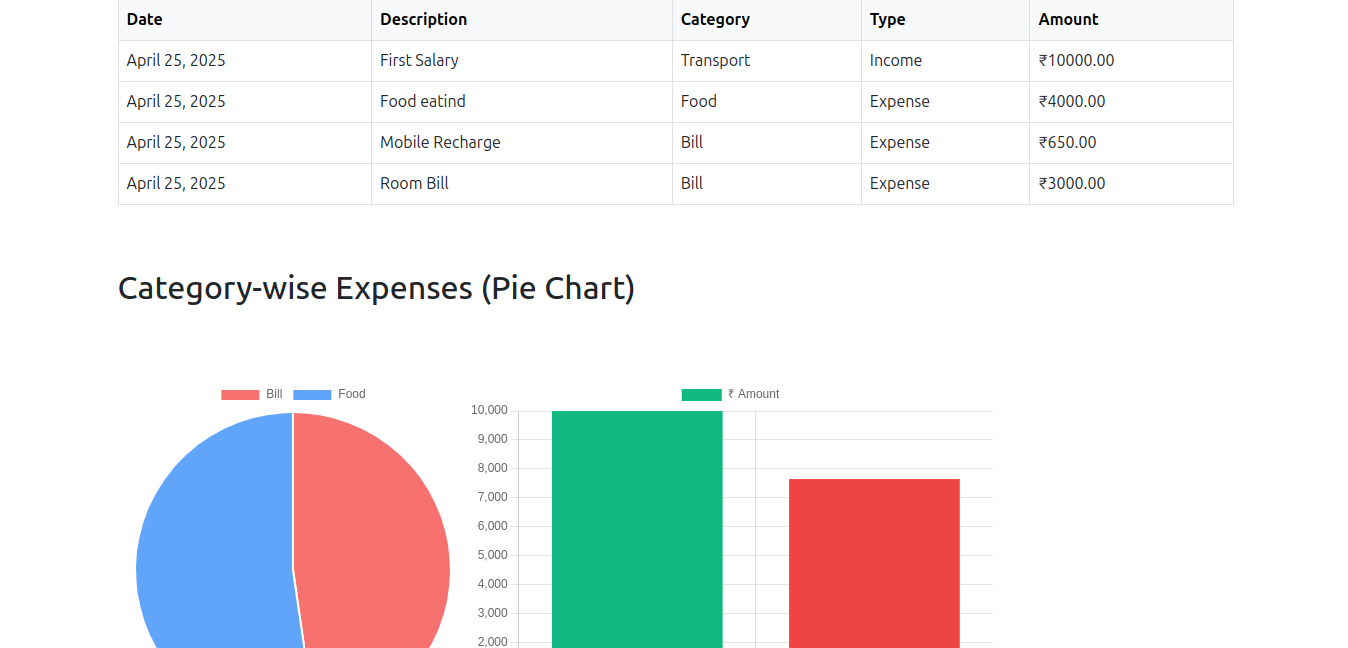 Date Description Category Type Amount
April 25, 2025 First Salary Transport Income ₹10000.00
April 25, 2025 Food eatind Food Expense ₹4000.00
April 25, 2025 Mobile Recharge Bill Expense ₹650.00
April 25, 2025 Room Bill Bill Expense ₹3000.00
Category-wise Expenses (Pie Chart)
Bill Food
₹ Amount
10,000
9,000
8,000
7,000
6,000
5,000
4,000
3,000
2,000